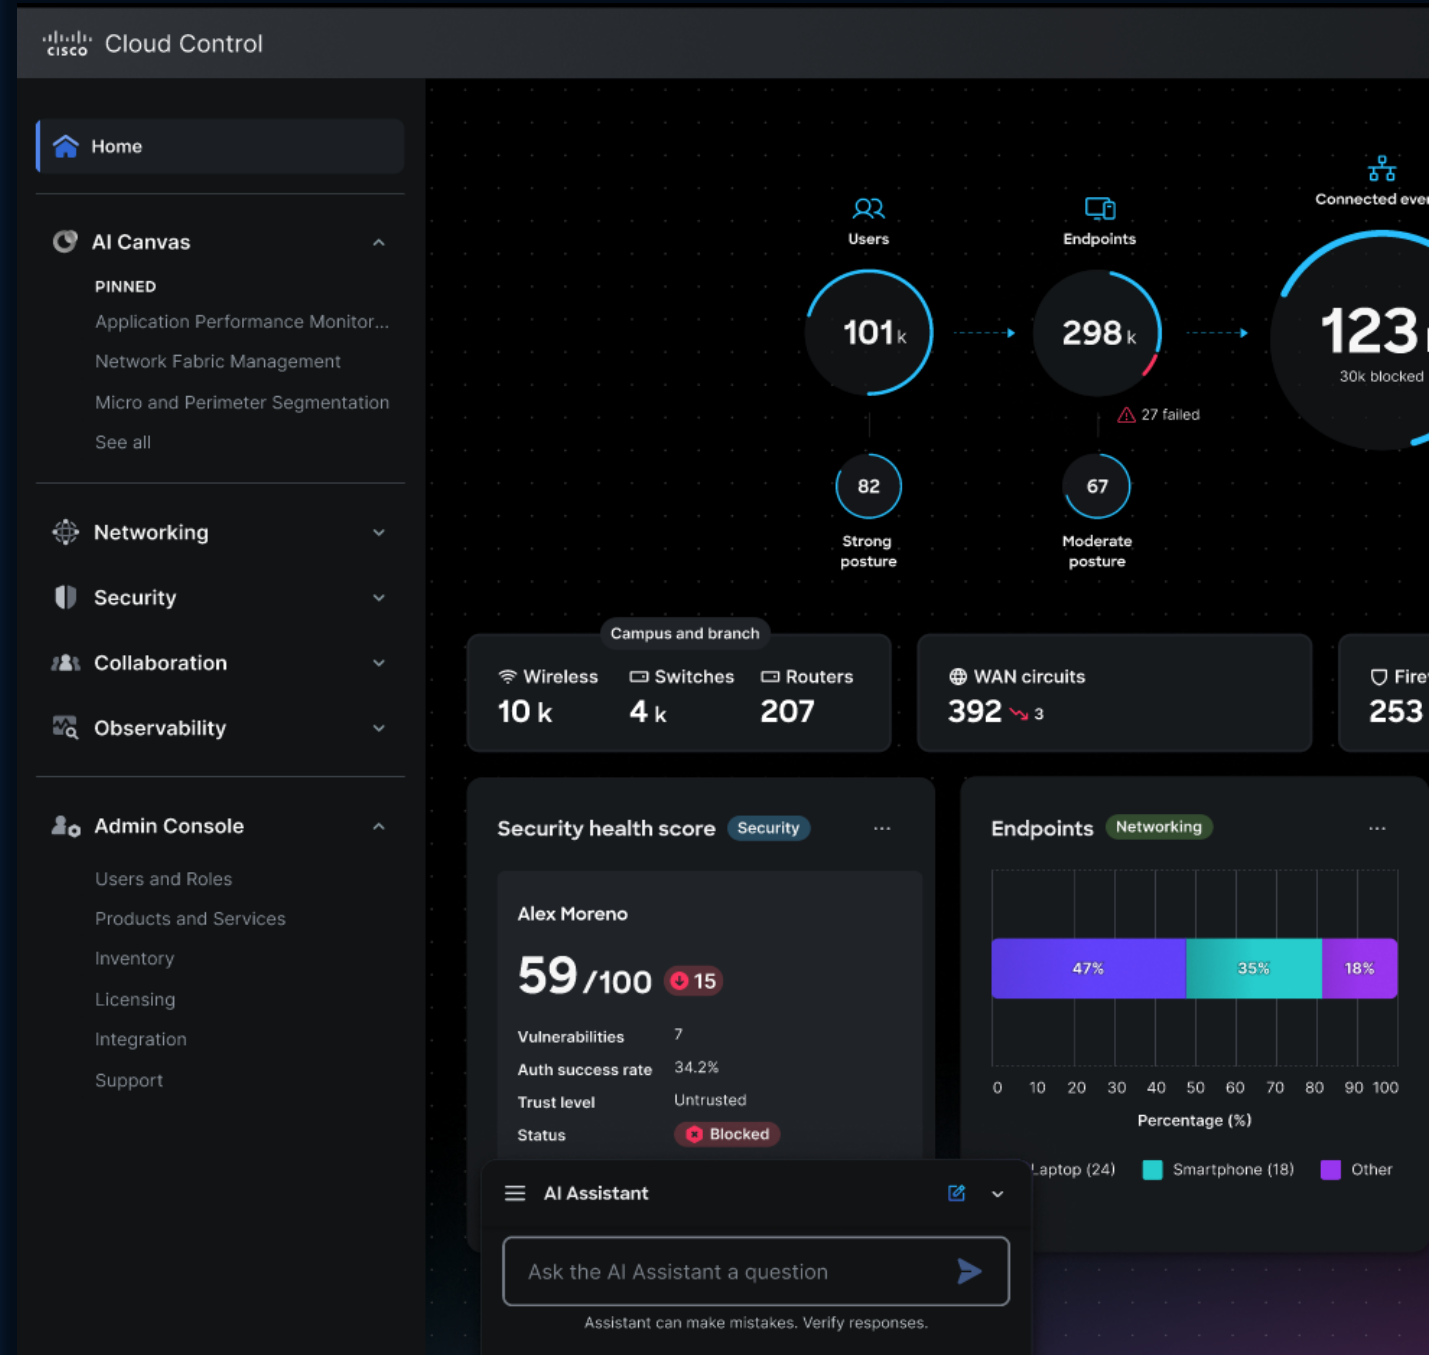 cisco Cloud Control
Home
AI Canvas
PINNED
Application Performance Monitor...
Network Fabric Management
Micro and Perimeter Segmentation
See all
Networking
Security
Collaboration
Observability
Admin Console
Users and Roles
Products and Services
Inventory
Licensing
Integration
Support
Users
101 k
82
Strong
posture
Endpoints
298 k
27 failed
67
Moderate
posture
Connected
123
30k blocked
Campus and branch
Wireless Switches Routers
10 k 4 k 207
WAN circuits
392 3
253
Security health score Security ...
Alex Moreno
59/100 15
Vulnerabilities 7
Auth success rate 34.2%
Trust level Untrusted
Status Blocked
Endpoints Networking ...
47% 35% 18%
0 10 20 30 40 50 60 70 80 90 100
Percentage (%)
Laptop (24) Smartphone (18) Other
AI Assistant
Ask the AI Assistant a question
Assistant can make mistakes. Verify responses.